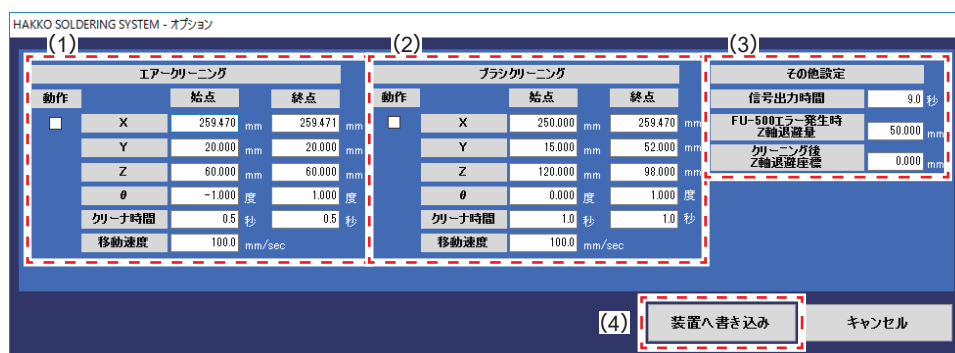 HAKKO SOLDERING SYSTEM - オプション
(1)
(2)
(3)
エアークリーニング
動作 始点 終点
X 259.470 mm 259.471 mm
Y 20.000 mm 20.000 mm
Z 60.000 mm 60.000 mm
θ -1.000 度 1.000 度
クリーナ時間 0.5 秒 0.5 秒
移動速度 100.0 mm/sec
ブラシクリーニング
動作 始点 終点
X 250.000 mm 259.470 mm
Y 15.000 mm 52.000 mm
Z 120.000 mm 98.000 mm
θ 0.000 度 1.000 度
クリーナ時間 1.0 秒 1.0 秒
移動速度 100.0 mm/sec
その他設定
信号出力時間 9.0 秒
FU-500エラー発生時
Z軸退避量 50.000 mm
クリーニング後
Z軸退避座標 0.000 mm
(4)
装置へ書き込み キャンセル